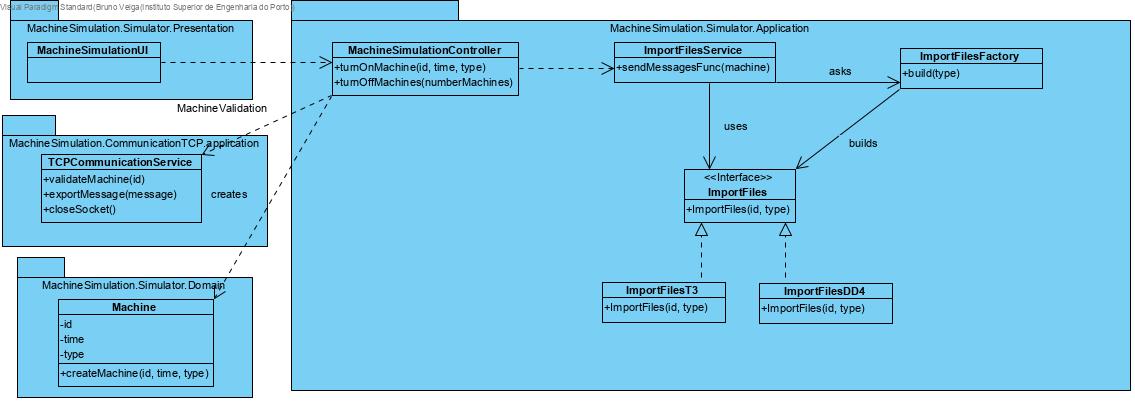 Visual Paradigm Standard(Bruno Veiga(Instituto Superior de Engenharia do Porto))
MachineSimulation.Simulator.Presentation
MachineSimulationUI
MachineSimulation.Simulator.Application
MachineSimulationController
+turnOnMachine(id, time, type)
+turnOffMachines(numberMachines)
ImportFilesService
+sendMessagesFunc(machine)
asks
ImportFilesFactory
+build(type)
MachineValidation
uses
builds
MachineSimulation.CommunicationTCP.application
TCPCommunicationService
+validateMachine(id)
+exportMessage(message)
+closeSocket()
creates
<<Interface>>
ImportFiles
+ImportFiles(id, type)
MachineSimulation.Simulator.Domain
Machine
-id
-time
-type
+createMachine(id, time, type)
ImportFilesT3
+ImportFiles(id, type)
ImportFilesDD4
+ImportFiles(id, type)